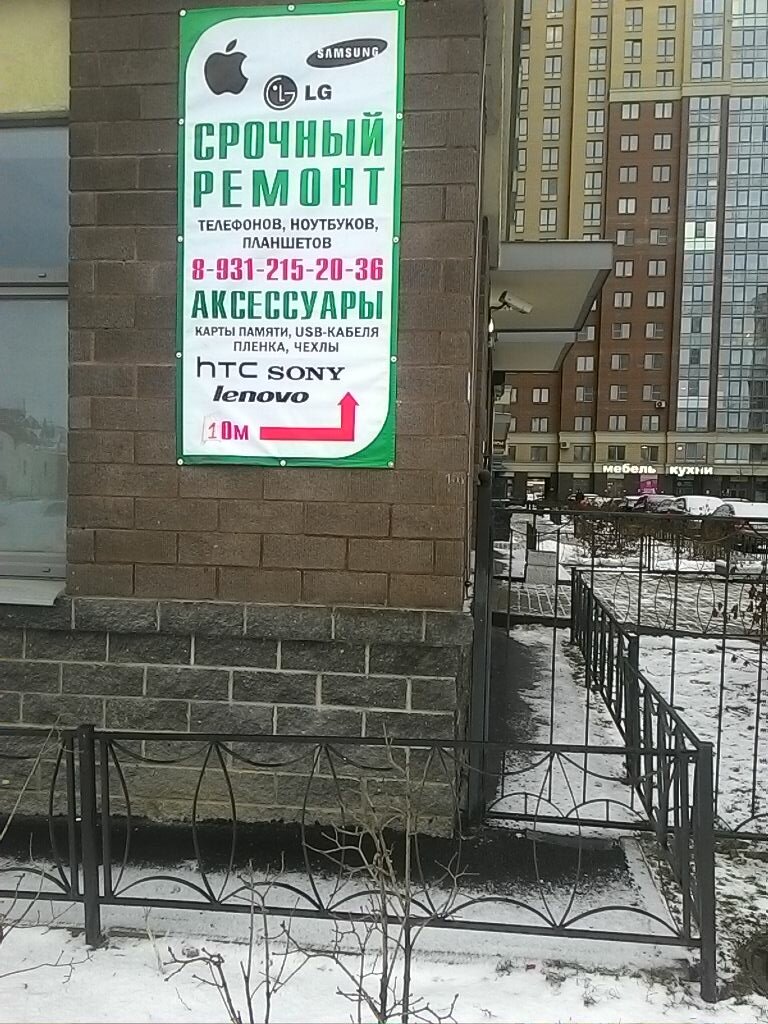 SAMSUNG
LG
СРОЧНЫЙ
РЕМОНТ
ТЕЛЕФОНОВ, НОУТБУКОВ,
ПЛАНШЕТОВ
8-931-215-20-36
АКСЕССУАРЫ
КАРТЫ ПАМЯТИ, USB-КАБЕЛЯ
ПЛЕНКА, ЧЕХЛЫ
hTC SONY
lenovo
10м
мебель кухни